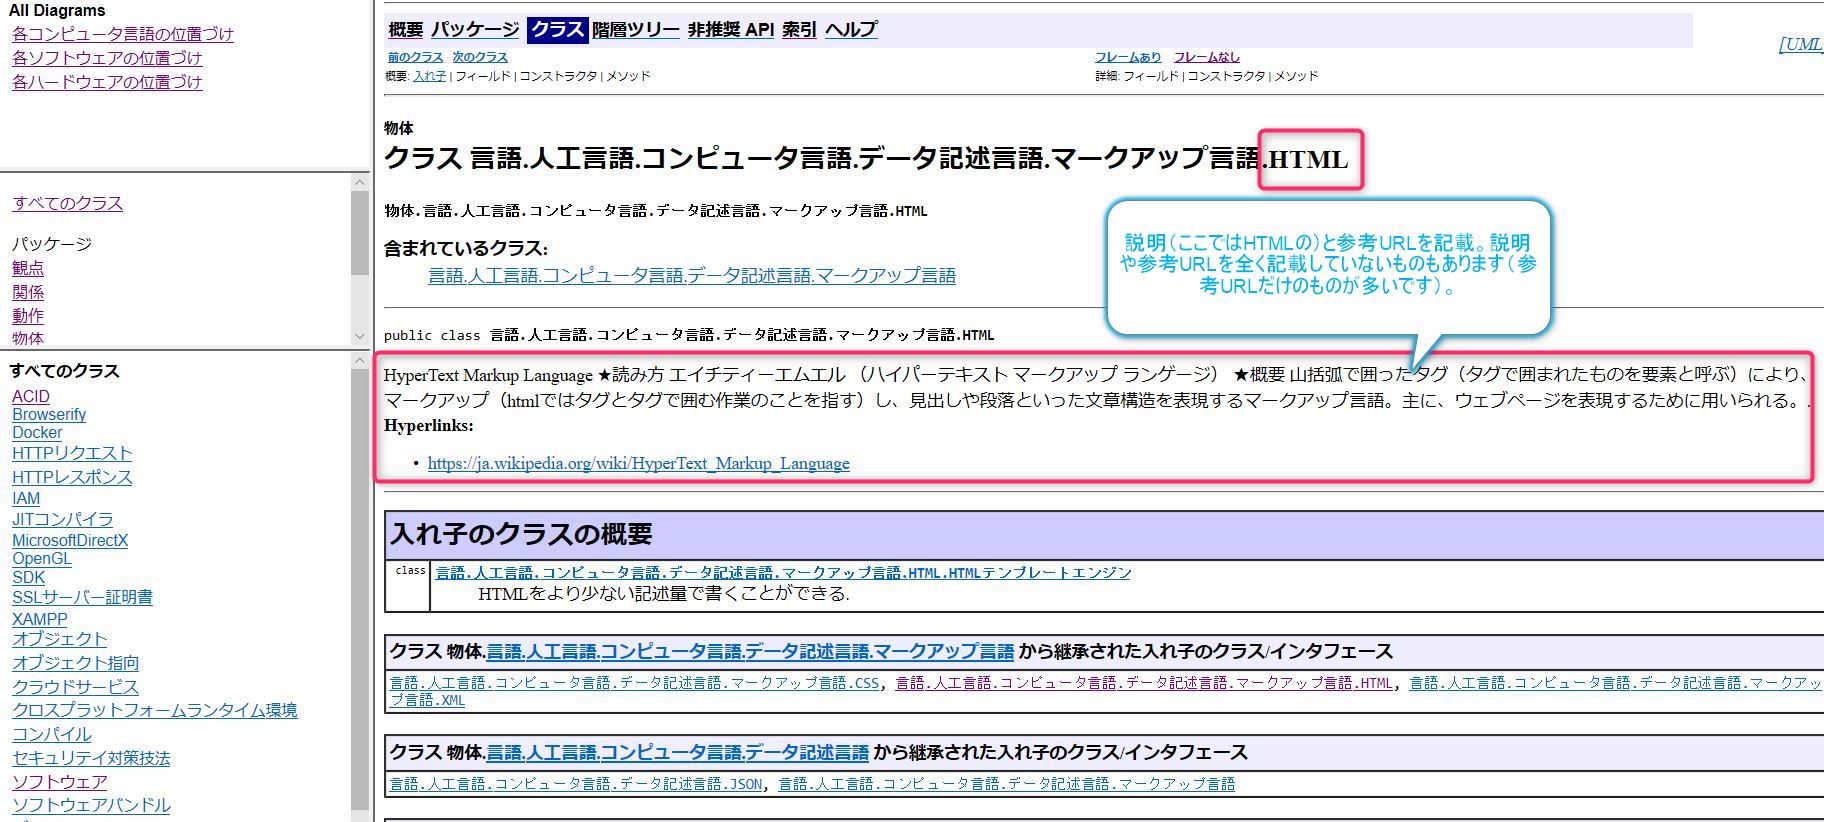 All Diagrams
各コンピュータ言語の位置づけ
各ソフトウェアの位置づけ
各ハードウェアの位置づけ
すべてのクラス
パッケージ
観点
関係
動作
物体
すべてのクラス
ACID
Browserify
Docker
HTTPリクエスト
HTTPレスポンス
IAM
JITコンパイラ
MicrosoftDirectX
OpenGL
SDK
SSLサーバー証明書
XAMPP
オブジェクト
オブジェクト指向
クラウドサービス
クロスプラットフォームランタイム環境
コンパイル
セキュリテイ対策技法
ソフトウェア
ソフトウェアバンドル
概要 パッケージ クラス 階層ツリー 非推奨 API 索引 ヘルプ
[UML
前のクラス 次のクラス
フレームあり フレームなし
概要: 入れ子 | フィールド | コンストラクタ | メソッド
詳細: フィールド | コンストラクタ | メソッド
物体
クラス 言語.人工言語.コンピュータ言語.データ記述言語.マークアップ言語.HTML
物体.言語.人工言語.コンピュータ言語.データ記述言語.マークアップ言語.HTML
含まれているクラス:
言語.人工言語.コンピュータ言語.データ記述言語.マークアップ言語
説明（ここではHTMLの）と参考URLを記載。説明
や参考URLを全く記載していないものもあります（参
考URLだけのものが多いです）。
public class 言語.人工言語.コンピュータ言語.データ記述言語.マークアップ言語.HTML
HyperText Markup Language ★読み方 エイチティーエムエル （ハイパーテキスト マークアップ ランゲージ） ★概要 山括弧で囲ったタグ（タグで囲まれたものを要素と呼ぶ）により、
マークアップ（htmlではタグとタグで囲む作業のことを指す）し、見出しや段落といった文章構造を表現するマークアップ言語。主に、ウェブページを表現するために用いられる。.
Hyperlinks:
• https://ja.wikipedia.org/wiki/HyperText_Markup_Language
入れ子のクラスの概要
class 言語.人工言語.コンピュータ言語.データ記述言語.マークアップ言語.HTML.HTMLテンプレートエンジン
HTMLをより少ない記述量で書くことができる.
クラス 物体.言語.人工言語.コンピュータ言語.データ記述言語.マークアップ言語 から継承された入れ子のクラス/インタフェース
言語.人工言語.コンピュータ言語.データ記述言語.マークアップ言語.CSS, 言語.人工言語.コンピュータ言語.データ記述言語.マークアップ言語.HTML, 言語.人工言語.コンピュータ言語.データ記述言語.マークアッ
プ言語.XML
クラス 物体.言語.人工言語.コンピュータ言語.データ記述言語 から継承された入れ子のクラス/インタフェース
言語.人工言語.コンピュータ言語.データ記述言語.JSON, 言語.人工言語.コンピュータ言語.データ記述言語.マークアップ言語